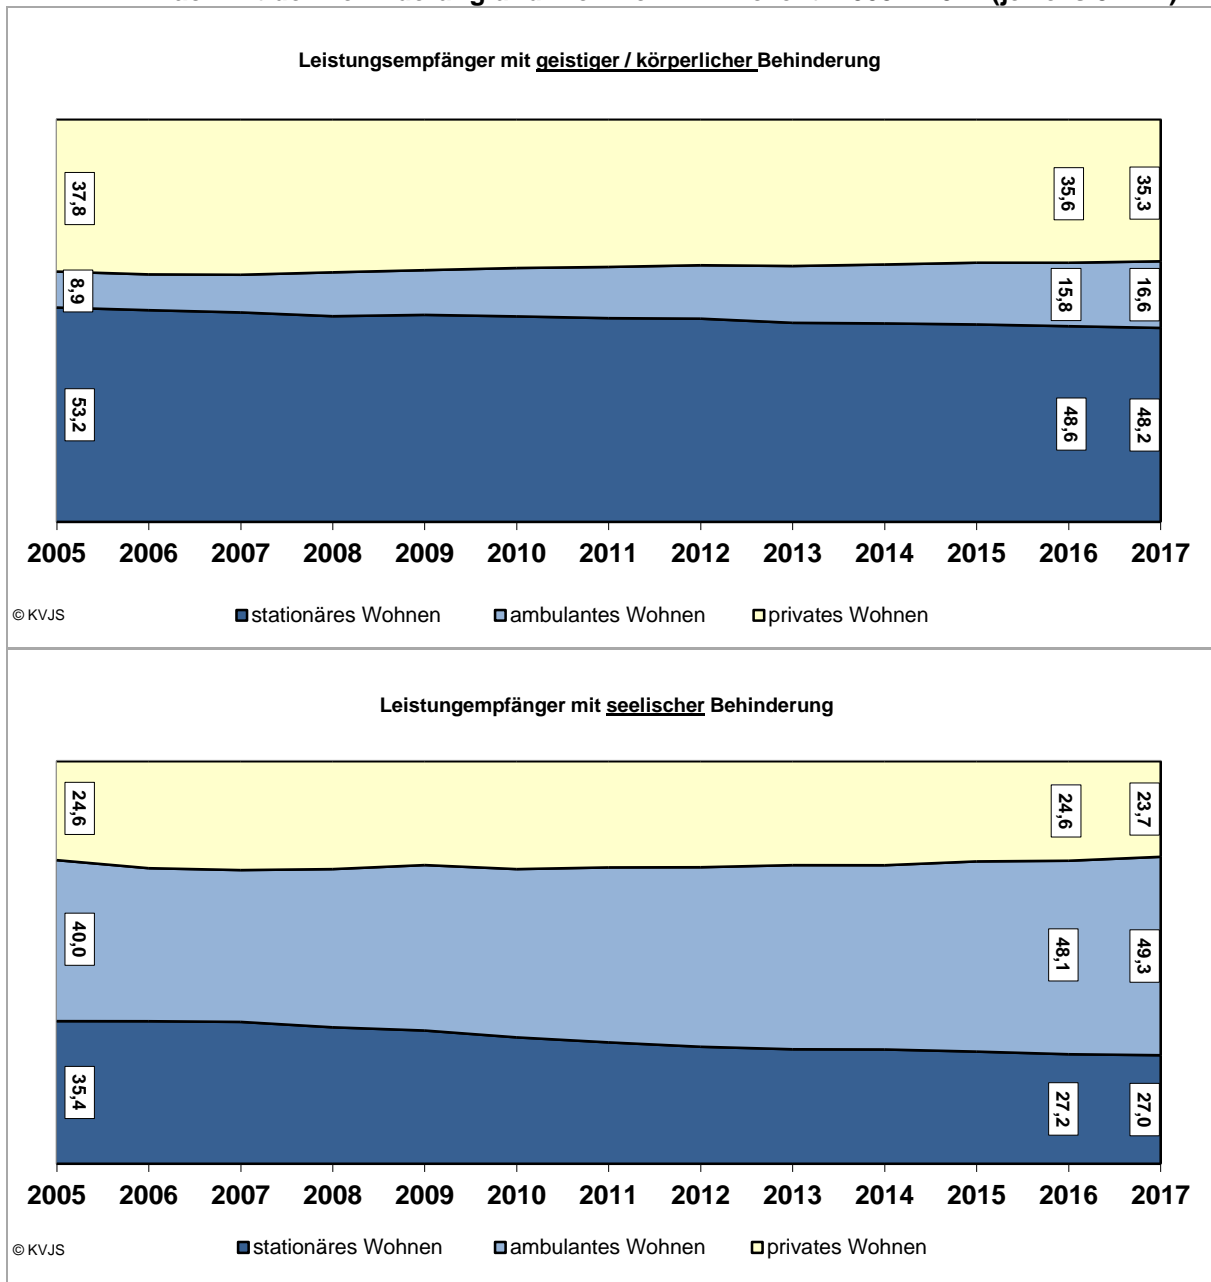 Leistungsempfänger mit geistiger / körperlicher Behinderung
37,8
35,6
35,3
8,9
15,8
16,6
53,2
48,6
48,2
2005 2006 2007 2008 2009 2010 2011 2012 2013 2014 2015 2016 2017
© KVJS
stationäres Wohnen ambulantes Wohnen privates Wohnen
Leistungempfänger mit seelischer Behinderung
24,6
24,6
23,7
40,0
48,1
49,3
35,4
27,2
27,0
2005 2006 2007 2008 2009 2010 2011 2012 2013 2014 2015 2016 2017
© KVJS
stationäres Wohnen ambulantes Wohnen privates Wohnen